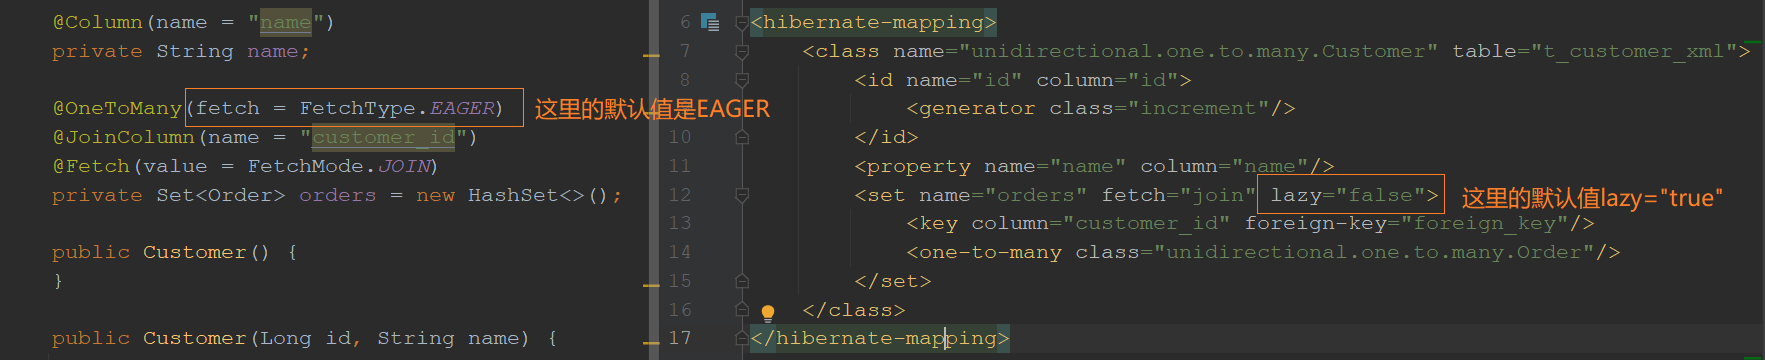 @Column(name = "name")
private String name;
@OneToMany(fetch = FetchType.EAGER)
这里的默认值是EAGER
@JoinColumn(name = "customer_id")
@Fetch(value = FetchMode.JOIN)
private Set<Order> orders = new HashSet<>();
public Customer() {
}
public Customer(Long id, String name) {
6 <hibernate-mapping>
7 <class name="unidirectional.one.to.many.Customer" table="t_customer_xml">
8 <id name="id" column="id">
<generator class="increment"/>
10 </id>
11 <property name="name" column="name"/>
12 <set name="orders" fetch="join" lazy="false">
这里的默认值lazy="true"
13 <key column="customer_id" foreign-key="foreign_key"/>
14 <one-to-many class="unidirectional.one.to.many.Order"/>
15 </set>
16 </class>
17 </hibernate-mapping>